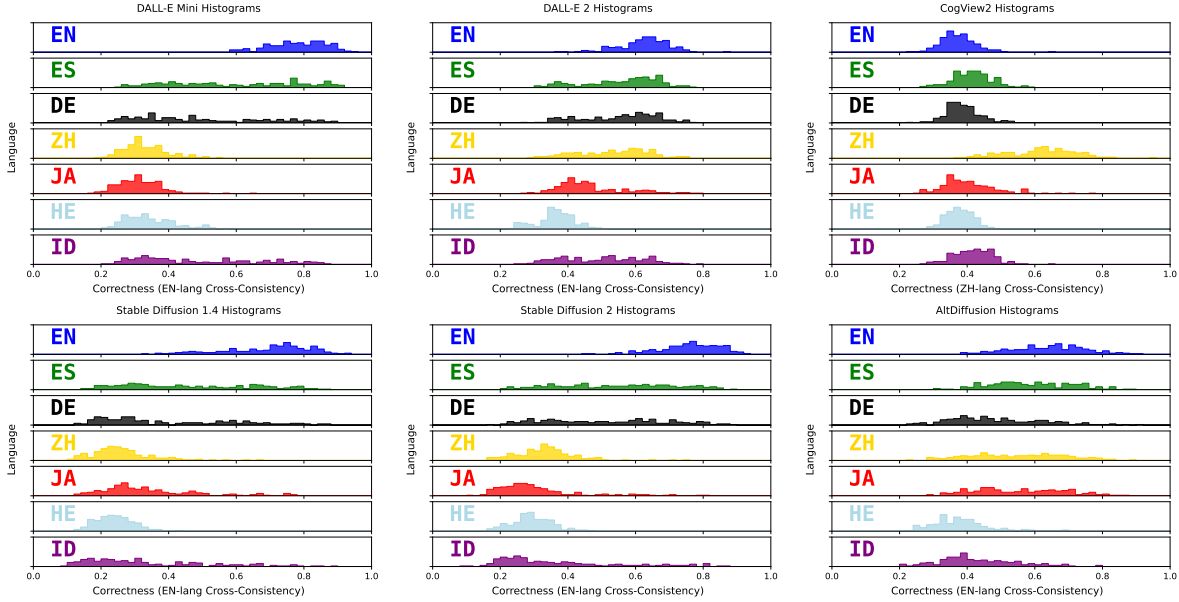 DALL-E Mini Histograms
EN
ES
DE
ZH
JA
HE
ID
Language
0.0 0.2 0.4 0.6 0.8 1.0
Correctness (EN-lang Cross-Consistency)
DALL-E 2 Histograms
EN
ES
DE
ZH
JA
HE
ID
0.0 0.2 0.4 0.6 0.8 1.0
Correctness (EN-lang Cross-Consistency)
CogView2 Histograms
EN
ES
DE
ZH
JA
HE
ID
Language
0.0 0.2 0.4 0.6 0.8 1.0
Correctness (ZH-lang Cross-Consistency)
Stable Diffusion 1.4 Histograms
EN
ES
DE
ZH
JA
HE
ID
Language
0.0 0.2 0.4 0.6 0.8 1.0
Correctness (EN-lang Cross-Consistency)
Stable Diffusion 2 Histograms
EN
ES
DE
ZH
JA
HE
ID
0.0 0.2 0.4 0.6 0.8 1.0
Correctness (EN-lang Cross-Consistency)
AltDiffusion Histograms
EN
ES
DE
ZH
JA
HE
ID
Language
0.0 0.2 0.4 0.6 0.8 1.0
Correctness (EN-lang Cross-Consistency)